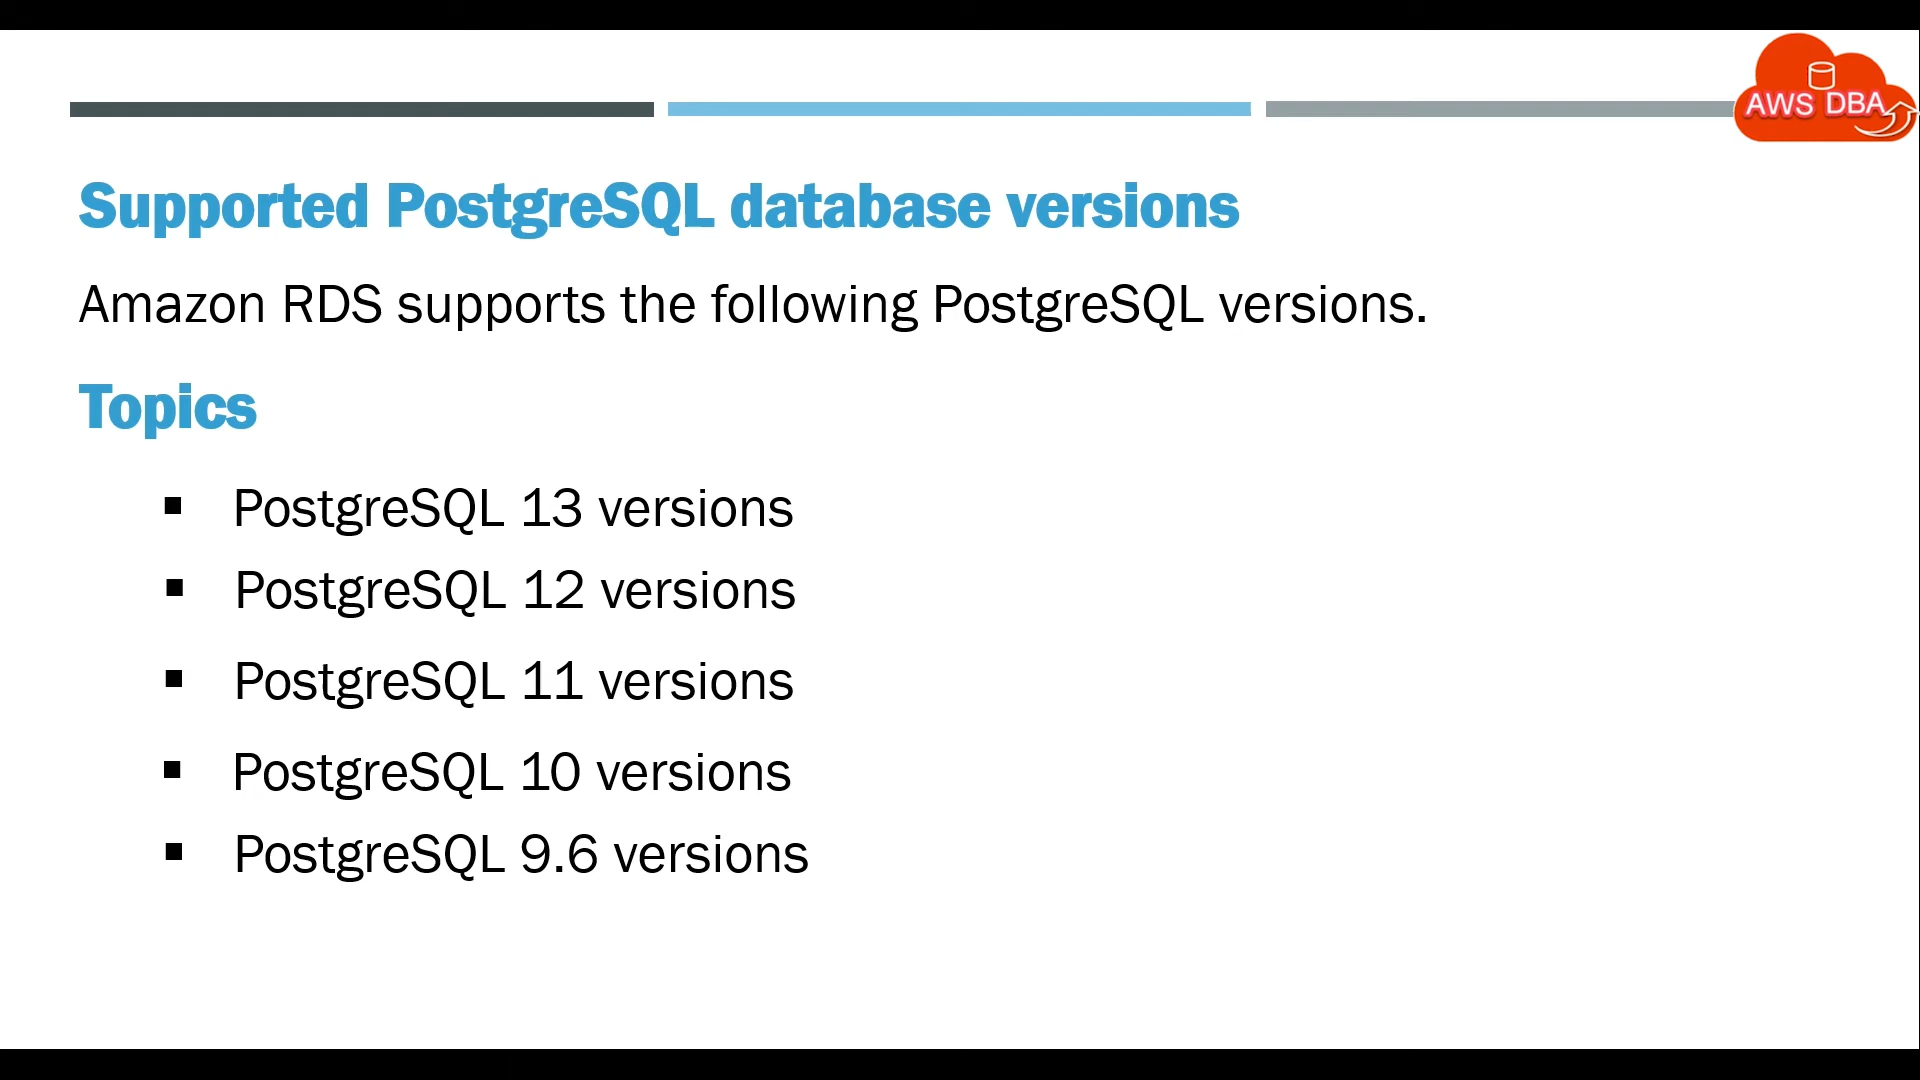 AWS DBA
Supported PostgreSQL database versions
Amazon RDS supports the following PostgreSQL versions.
Topics
▪ PostgreSQL 13 versions
▪ PostgreSQL 12 versions
▪ PostgreSQL 11 versions
▪ PostgreSQL 10 versions
▪ PostgreSQL 9.6 versions